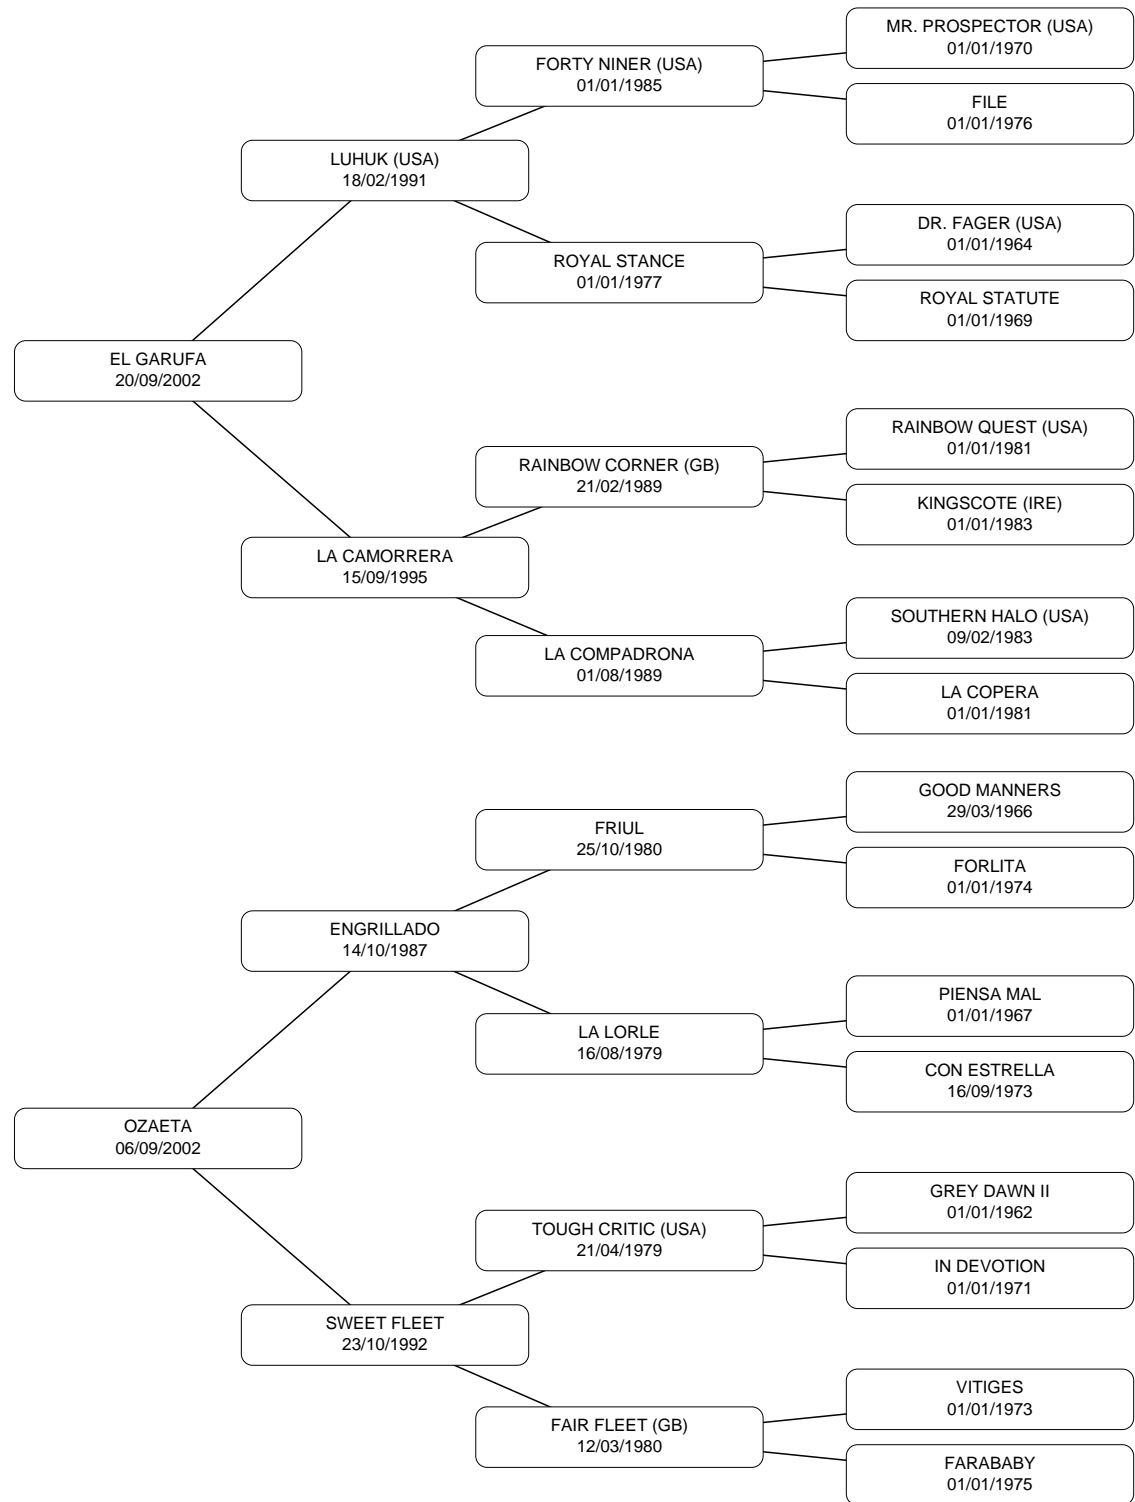 MR. PROSPECTOR (USA)
01/01/1970
FORTY NINER (USA)
01/01/1985
FILE
01/01/1976
LUHUK (USA)
18/02/1991
DR. FAGER (USA)
01/01/1964
ROYAL STANCE
01/01/1977
ROYAL STATUTE
01/01/1969
EL GARUFA
20/09/2002
RAINBOW QUEST (USA)
01/01/1981
RAINBOW CORNER (GB)
21/02/1989
KINGSCOTE (IRE)
01/01/1983
LA CAMORRERA
15/09/1995
SOUTHERN HALO (USA)
09/02/1983
LA COMPADRONA
01/08/1989
LA COPERA
01/01/1981
GOOD MANNERS
29/03/1966
FRIUL
25/10/1980
FORLITA
01/01/1974
ENGRILLADO
14/10/1987
PIENSA MAL
01/01/1967
LA LORLE
16/08/1979
CON ESTRELLA
16/09/1973
OZAETA
06/09/2002
GREY DAWN II
01/01/1962
TOUGH CRITIC (USA)
21/04/1979
IN DEVOTION
01/01/1971
SWEET FLEET
23/10/1992
VITIGES
01/01/1973
FAIR FLEET (GB)
12/03/1980
FARABABY
01/01/1975